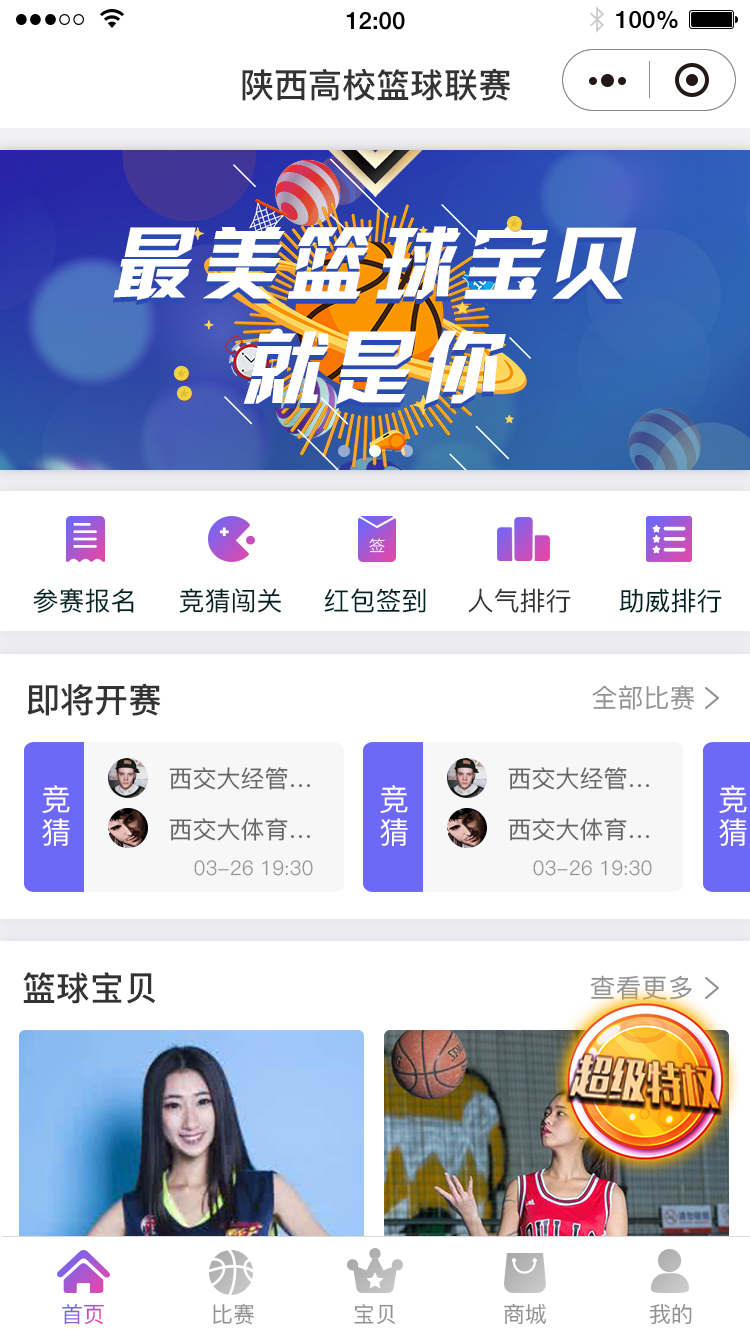 12:00
100%
陕西高校篮球联赛
最美篮球宝贝
就是你
签
参赛报名
竞猜闯关
红包签到
人气排行
助威排行
即将开赛
全部比赛
竞猜
西交大经管...
西交大体育...
03-26 19:30
竞猜
西交大经管...
西交大体育...
03-26 19:30
竞猜
篮球宝贝
查看更多
超级特权
首页
比赛
宝贝
商城
我的